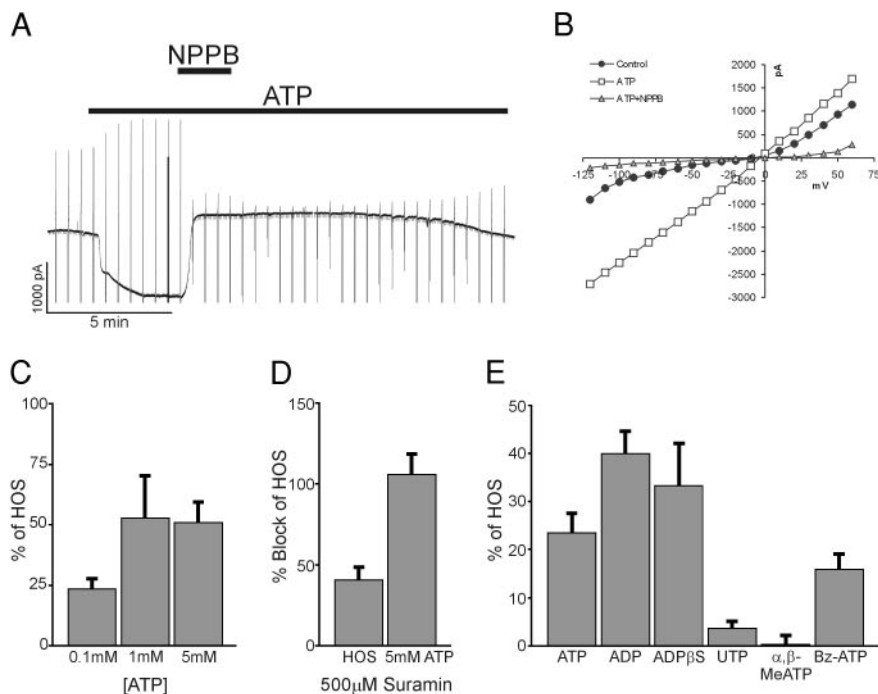 A
NPPB
ATP
1000 pA
5 min
B
Control
ATP
ATP+NPPB
pA
2000
1500
1000
500
0
-500
-1000
-1500
-2000
-2500
-3000
-125 -100 -75 -50 -25 0 25 50 75
mV
C
% of HOS
100
75
50
25
0
0.1mM 1mM 5mM
[ATP]
D
% Block of HOS
150
100
50
0
HOS 5mM ATP
500μM Suramin
E
% of HOS
50
40
30
20
10
0
ATP ADP ADPβS UTP α,β-MeATP Bz-ATP